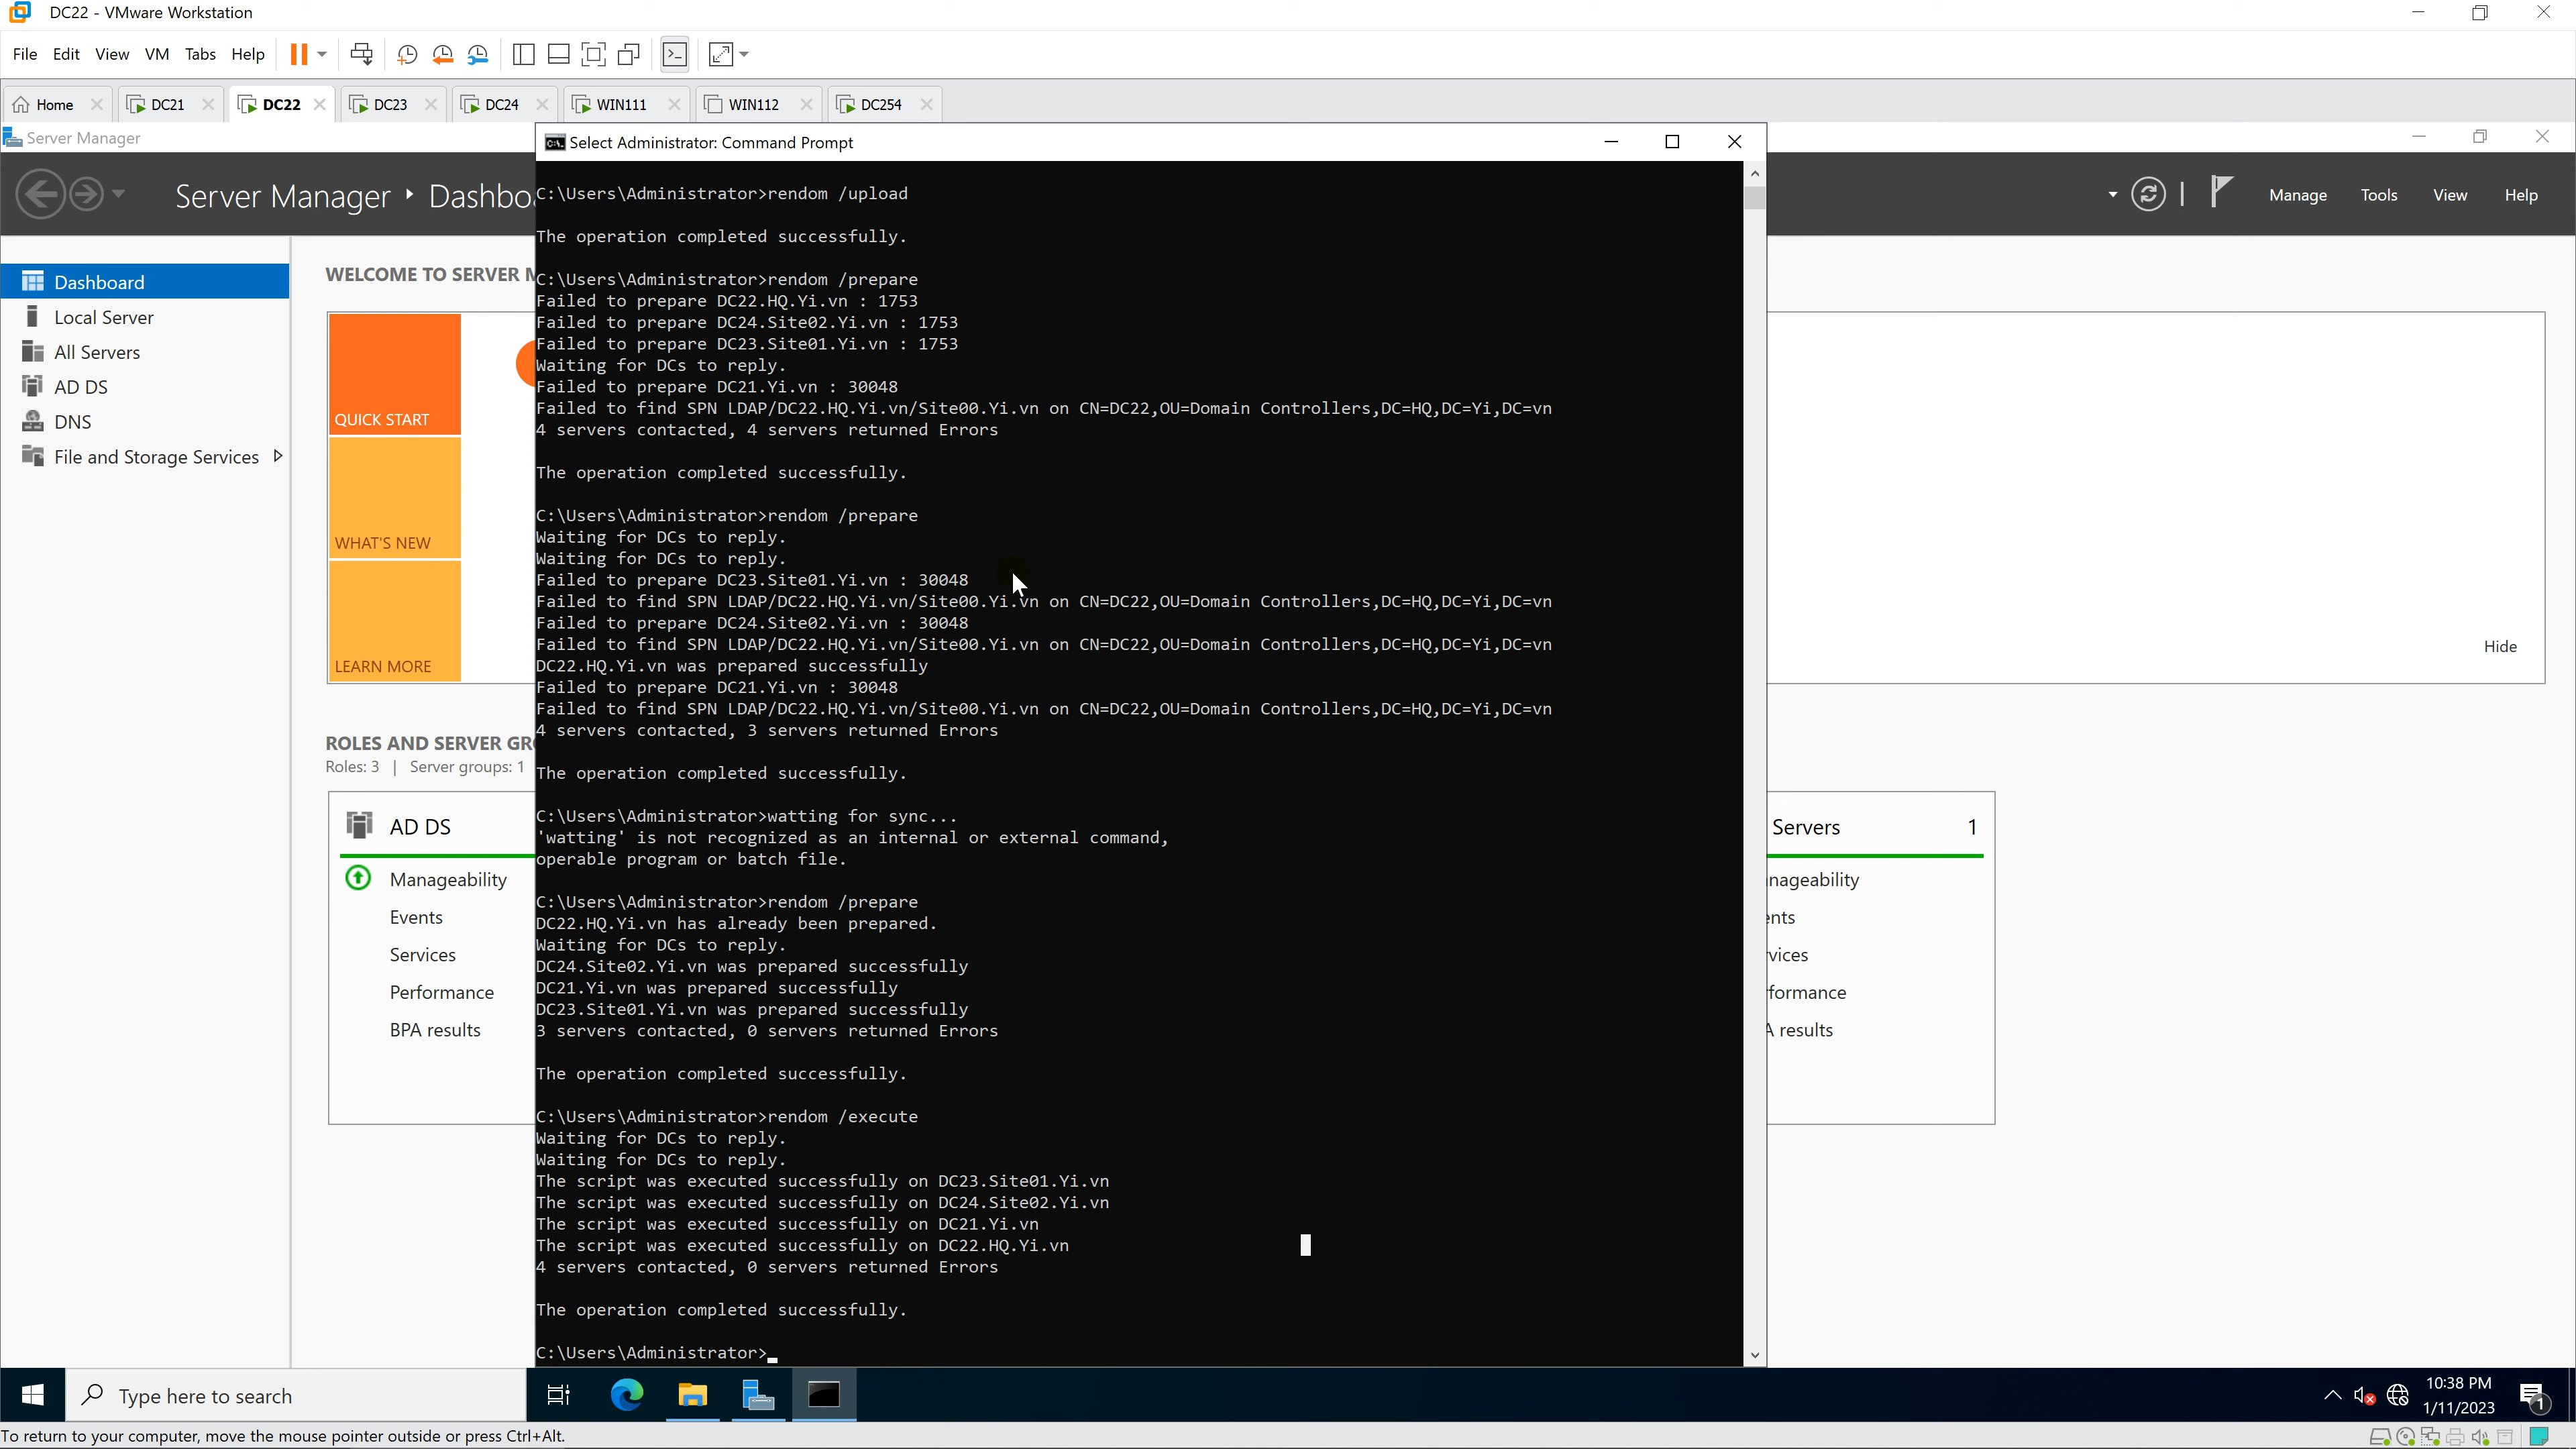 DC22 - VMware Workstation
File Edit View VM Tabs Help
Home DC21 DC22 DC23 DC24 WIN111 WIN112 DC254
Server Manager
Select Administrator: Command Prompt
Server Manager Dashbo
Manage Tools View Help
Dashboard
Local Server
All Servers
AD DS
DNS
File and Storage Services
WELCOME TO SERVER M
QUICK START
WHAT'S NEW
LEARN MORE
Hide
ROLES AND SERVER GR
Roles: 3 | Server groups: 1
AD DS
Manageability
Events
Services
Performance
BPA results
C:\Users\Administrator>rendom /upload
The operation completed successfully.
C:\Users\Administrator>rendom /prepare
Failed to prepare DC22.HQ.Yi.vn : 1753
Failed to prepare DC24.Site02.Yi.vn : 1753
Failed to prepare DC23.Site01.Yi.vn : 1753
Waiting for DCs to reply.
Failed to prepare DC21.Yi.vn : 30048
Failed to find SPN LDAP/DC22.HQ.Yi.vn/Site00.Yi.vn on CN=DC22,OU=Domain Controllers,DC=HQ,DC=Yi,DC=vn
4 servers contacted, 4 servers returned Errors
The operation completed successfully.
C:\Users\Administrator>rendom /prepare
Waiting for DCs to reply.
Waiting for DCs to reply.
Failed to prepare DC23.Site01.Yi.vn : 30048
Failed to find SPN LDAP/DC22.HQ.Yi.vn/Site00.Yi.vn on CN=DC22,OU=Domain Controllers,DC=HQ,DC=Yi,DC=vn
Failed to prepare DC24.Site02.Yi.vn : 30048
Failed to find SPN LDAP/DC22.HQ.Yi.vn/Site00.Yi.vn on CN=DC22,OU=Domain Controllers,DC=HQ,DC=Yi,DC=vn
DC22.HQ.Yi.vn was prepared successfully
Failed to prepare DC21.Yi.vn : 30048
Failed to find SPN LDAP/DC22.HQ.Yi.vn/Site00.Yi.vn on CN=DC22,OU=Domain Controllers,DC=HQ,DC=Yi,DC=vn
4 servers contacted, 3 servers returned Errors
The operation completed successfully.
C:\Users\Administrator>watting for sync...
'watting' is not recognized as an internal or external command,
operable program or batch file.
C:\Users\Administrator>rendom /prepare
DC22.HQ.Yi.vn has already been prepared.
Waiting for DCs to reply.
DC24.Site02.Yi.vn was prepared successfully
DC21.Yi.vn was prepared successfully
DC23.Site01.Yi.vn was prepared successfully
3 servers contacted, 0 servers returned Errors
The operation completed successfully.
C:\Users\Administrator>rendom /execute
Waiting for DCs to reply.
Waiting for DCs to reply.
The script was executed successfully on DC23.Site01.Yi.vn
The script was executed successfully on DC24.Site02.Yi.vn
The script was executed successfully on DC21.Yi.vn
The script was executed successfully on DC22.HQ.Yi.vn
4 servers contacted, 0 servers returned Errors
The operation completed successfully.
C:\Users\Administrator>_
Servers 1
nageability
ents
vices
formance
A results
Type here to search
10:38 PM
1/11/2023
1
To return to your computer, move the mouse pointer outside or press Ctrl+Alt.